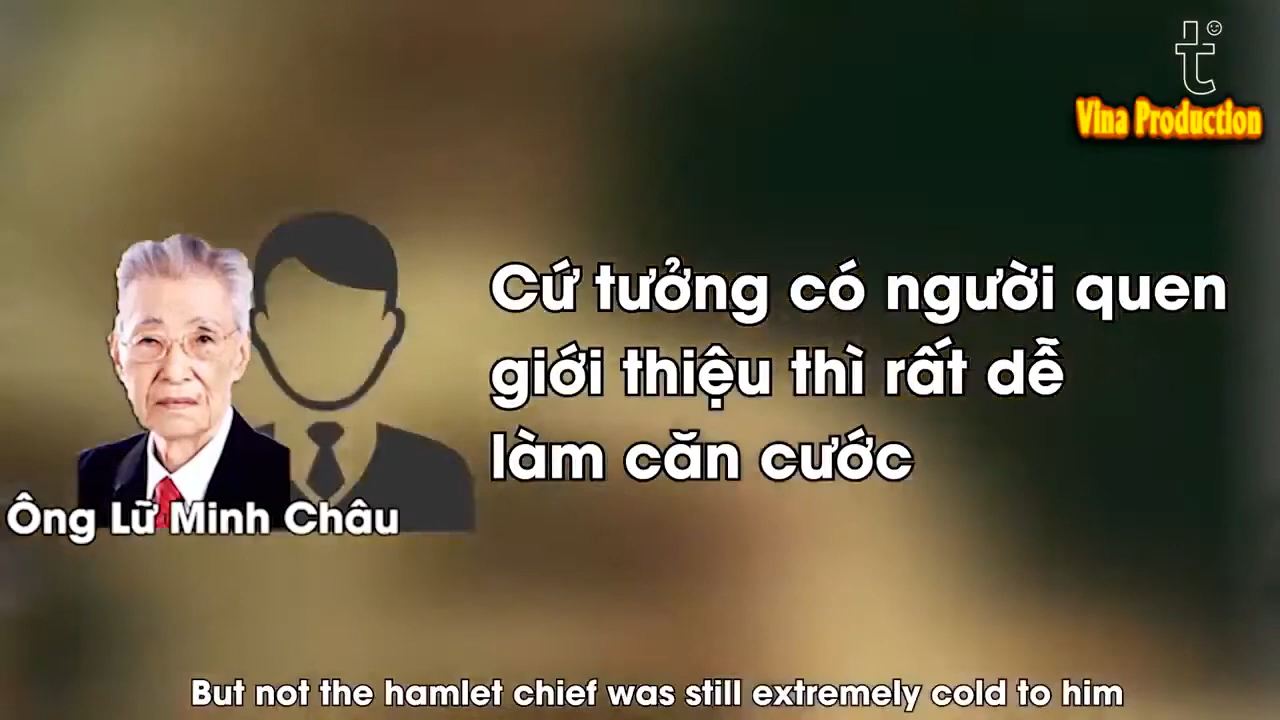 t
Vina Production
Cứ tưởng có người quen
giới thiệu thì rất dễ
làm căn cước
Ông Lữ Minh Châu
But not the hamlet chief was still extremely cold to him